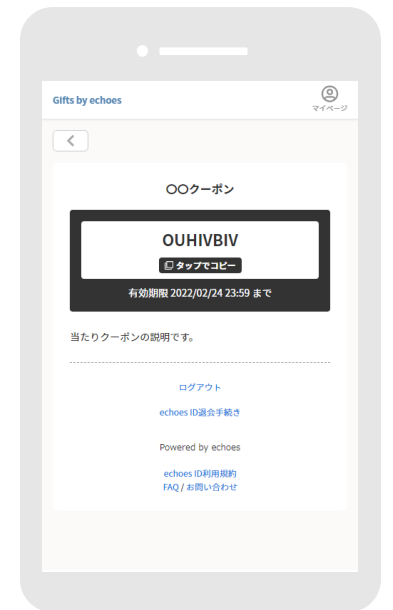 Gifts by echoes
マイページ
〇〇クーポン
OUHIVBIV
タップでコピー
有効期限 2022/02/24 23:59 まで
当たりクーポンの説明です。
ログアウト
echoes ID退会手続き
Powered by echoes
echoes ID利用規約
FAQ / お問い合わせ